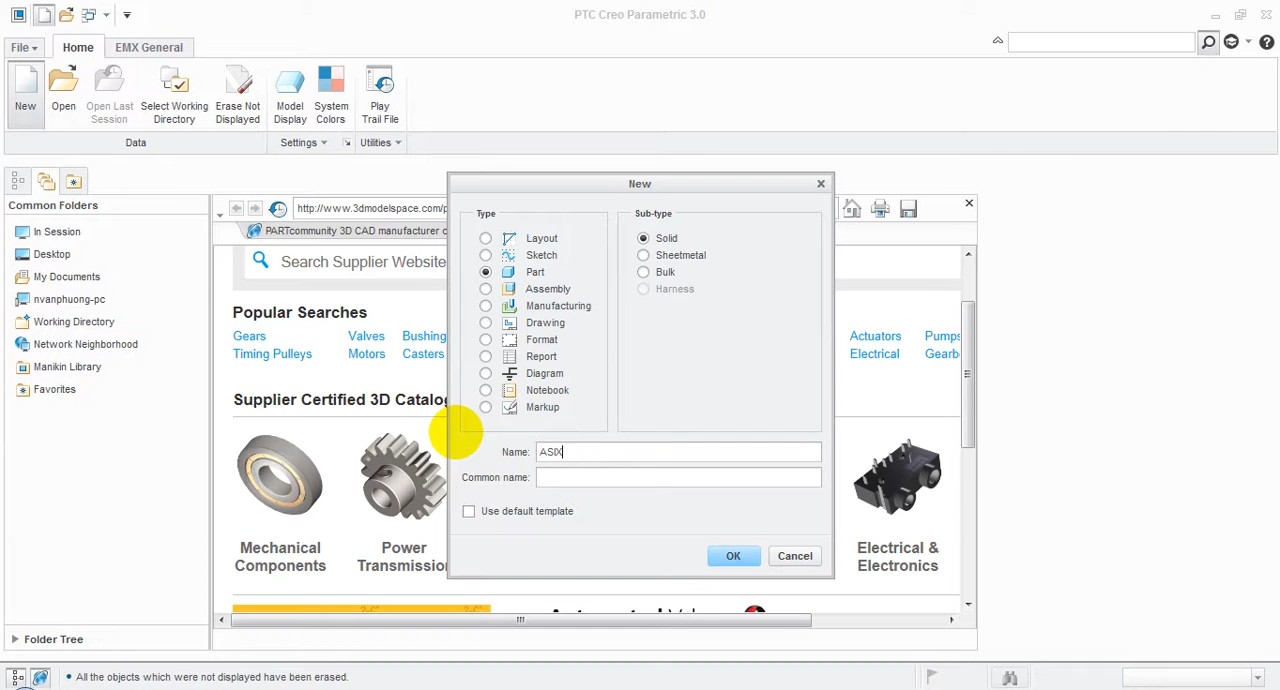 PTC Creo Parametric 3.0
File
Home
EMX General
New
Open
Open Last Session
Select Working Directory
Erase Not Displayed
Model Display
System Colors
Play Trail File
Data
Settings
Utilities
Common Folders
In Session
Desktop
My Documents
nvanphuong-pc
Working Directory
Network Neighborhood
Manikin Library
Favorites
Folder Tree
http://www.3dmodelspace.com/p
PARTcommunity 3D CAD manufacturer c
Search Supplier Website
Popular Searches
Gears Valves Bushing Actuators Pumps
Timing Pulleys Motors Casters Electrical Gearb
Supplier Certified 3D Catalog
Mechanical Components
Power Transmission
Electrical & Electronics
New
Type
Layout
Sketch
Part
Assembly
Manufacturing
Drawing
Format
Report
Diagram
Notebook
Markup
Sub-type
Solid
Sheetmetal
Bulk
Harness
Name: ASIX
Common name:
Use default template
OK
Cancel
All the objects which were not displayed have been erased.